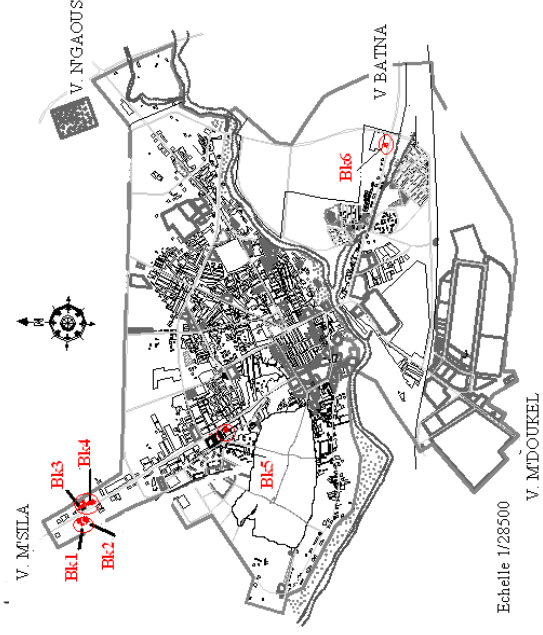 V. N'GAOUS
V BATNA
Bk6
N
Bk3
Bk4
V. M'SILA
Bk1
Bk2
Bk5
V. M'DOUKEL
Echelle 1/28500